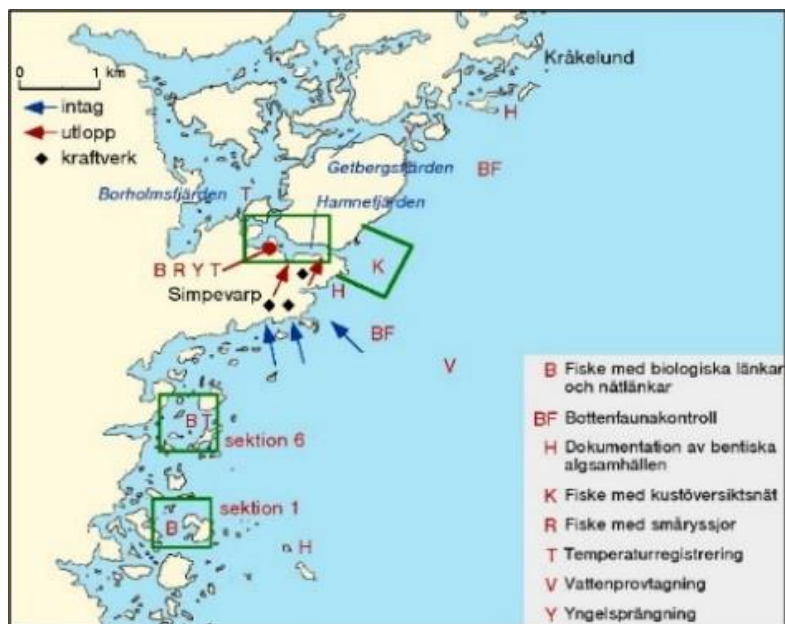 Kråkelund
0 1 km
intag
utlopp
kraftverk
H
Y
Getbergsfjärden
BF
Borholmsfjärden
T
Hamnefjärden
K
B R Y T
H
Simpevarp
BF
V
B T
sektion 6
sektion 1
B
H
B Fiske med biologiska länkar
och nätlänkar
BF Bottenfaunakontroll
H Dokumentation av bentiska
algsamhällen
K Fiske med kustöversiktsnät
R Fiske med småryssjor
T Temperaturregistrering
V Vattenprovtagning
Y Yngelsprängning